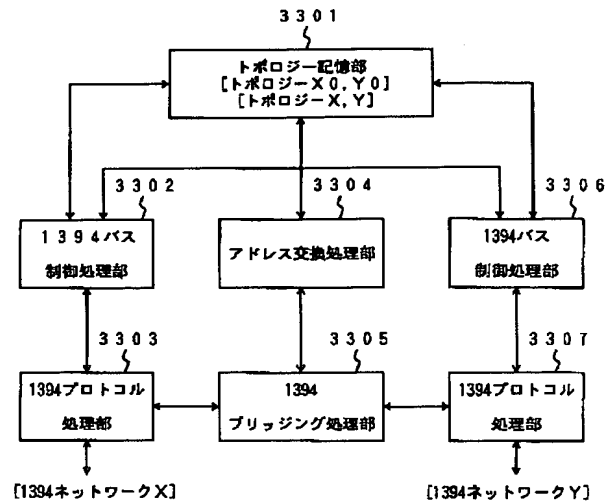 ３３０１
トポロジー記憶部
[トポロジーＸ０,Ｙ０]
[トポロジーＸ,Ｙ]
３３０２
３３０４
３３０６
１３９４バス
制御処理部
アドレス交換処理部
1394バス
制御処理部
３３０３
３３０５
３３０７
1394プロトコル
処理部
1394
ブリッジング処理部
1394プロトコル
処理部
[1394ネットワークＸ]
[1394ネットワークＹ]